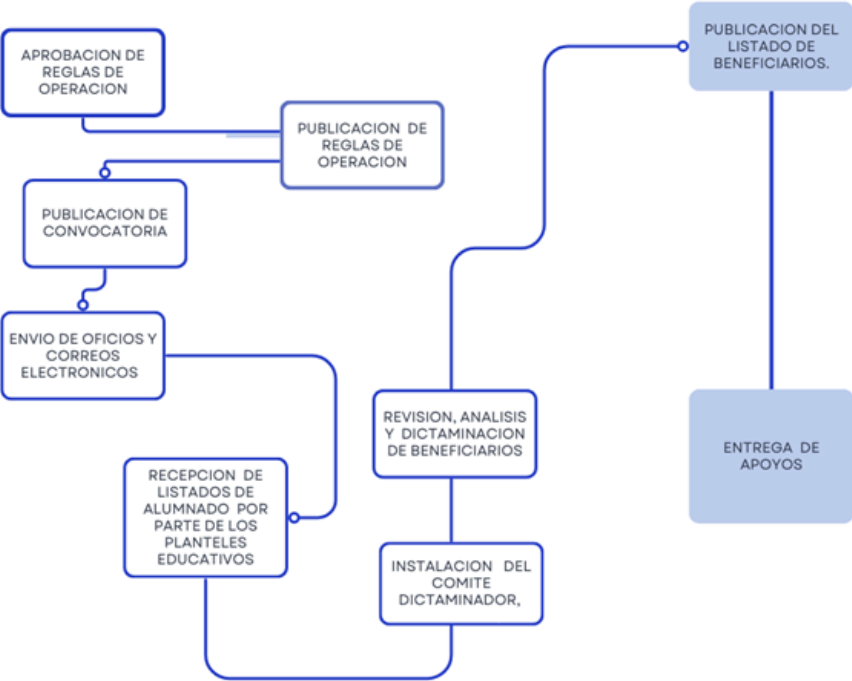 APROBACION DE
REGLAS DE
OPERACION
PUBLICACION DE
REGLAS DE
OPERACION
PUBLICACION DE
CONVOCATORIA
ENVIO DE OFICIOS Y
CORREOS
ELECTRONICOS
RECEPCION DE
LISTADOS DE
ALUMNADO POR
PARTE DE LOS
PLANTELES
EDUCATIVOS
INSTALACION DEL
COMITE
DICTAMINADOR,
REVISION, ANALISIS
Y DICTAMINACION
DE BENEFICIARIOS
PUBLICACION DEL
LISTADO DE
BENEFICIARIOS.
ENTREGA DE
APOYOS